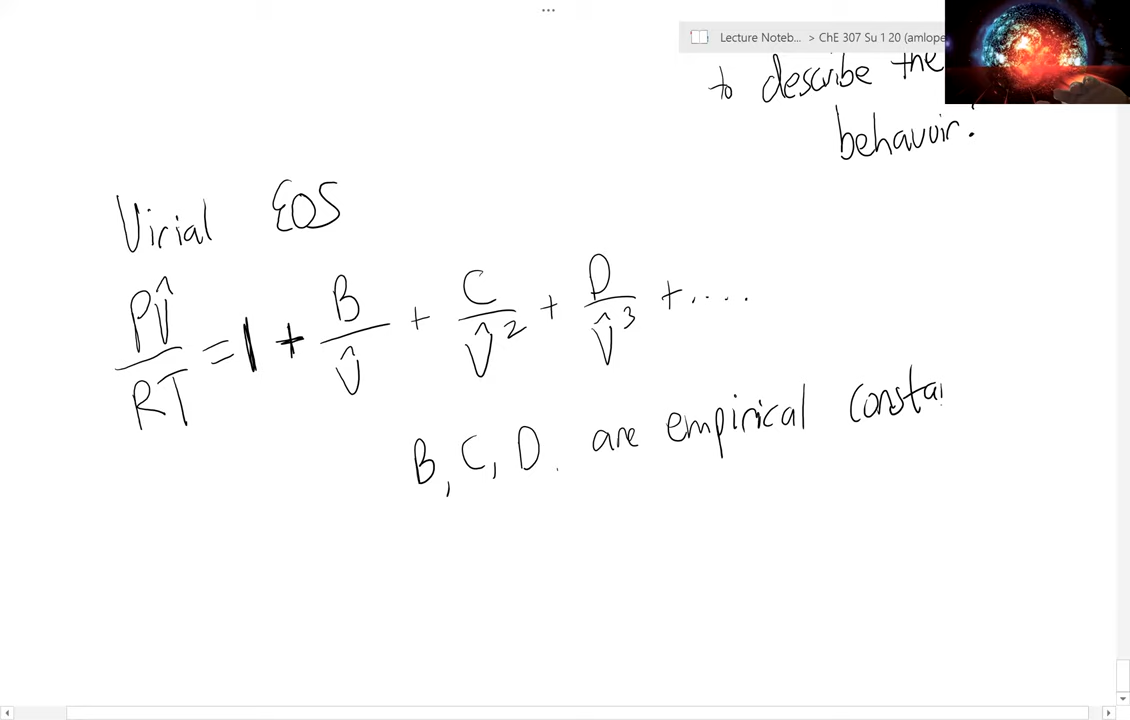 Lecture Noteb... > ChE 307 Su 1 20 (amlope
to describe the
behavoir.
Virial EOS
PV̂/RT = 1 + B/V̂ + C/V̂² + D/V̂³ + ....
B, C, D. are empirical consta